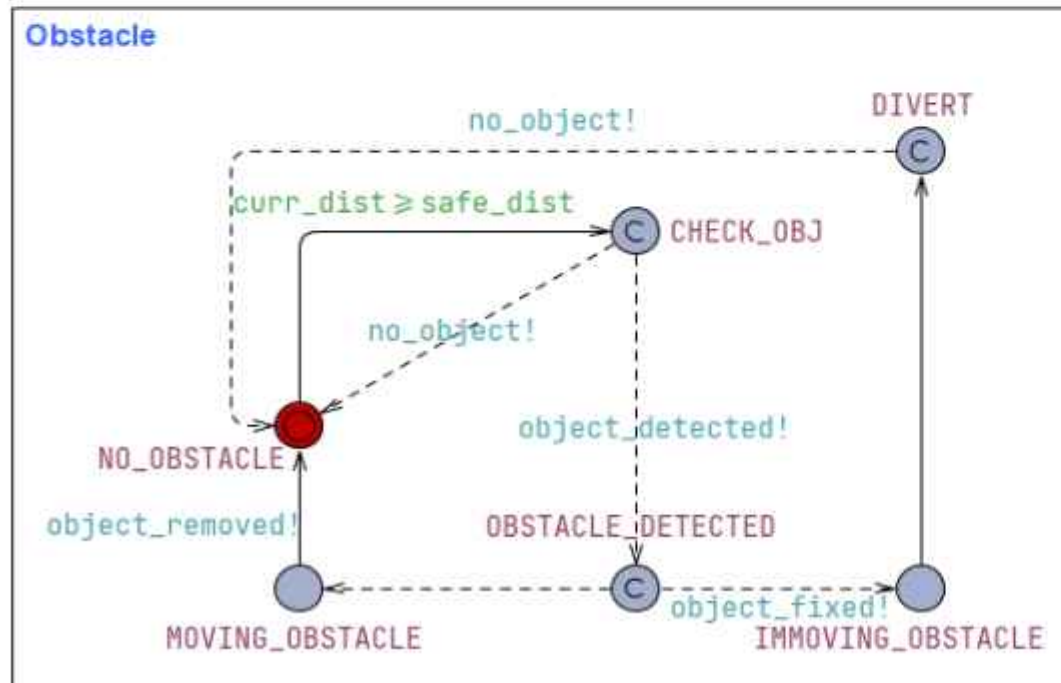 Obstacle
DIVERT
no_object!
curr_dist⩾safe_dist
C
C
CHECK_OBJ
no_object!
object_detected!
NO_OBSTACLE
object_removed!
OBSTACLE_DETECTED
C
object_fixed!
MOVING_OBSTACLE
IMMOVING_OBSTACLE